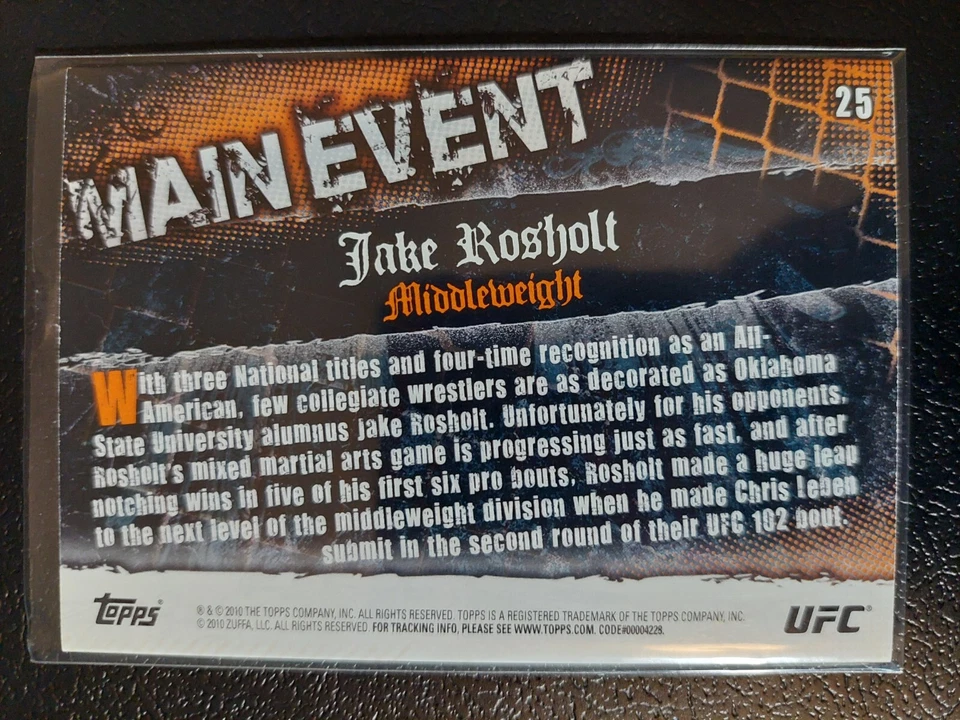 MAIN EVENT
25
Jake Rosholt
Middleweight
With three National titles and four-time recognition as an All-
American, few collegiate wrestlers are as decorated as Oklahoma
State University alumnus Jake Rosholt. Unfortunately for his opponents,
Rosholt's mixed martial arts game is progressing just as fast, and after
notching wins in five of his first six pro bouts, Rosholt made a huge leap
to the next level of the middleweight division when he made Chris Leben
submit in the second round of their UFC 102 bout.
Topps®
® & © 2010 THE TOPPS COMPANY, INC. ALL RIGHTS RESERVED. TOPPS IS A REGISTERED TRADEMARK OF THE TOPPS COMPANY, INC.
© 2010 ZUFFA, LLC. ALL RIGHTS RESERVED. FOR TRACKING INFO, PLEASE SEE WWW.TOPPS.COM. CODE#00004228.
UFC®